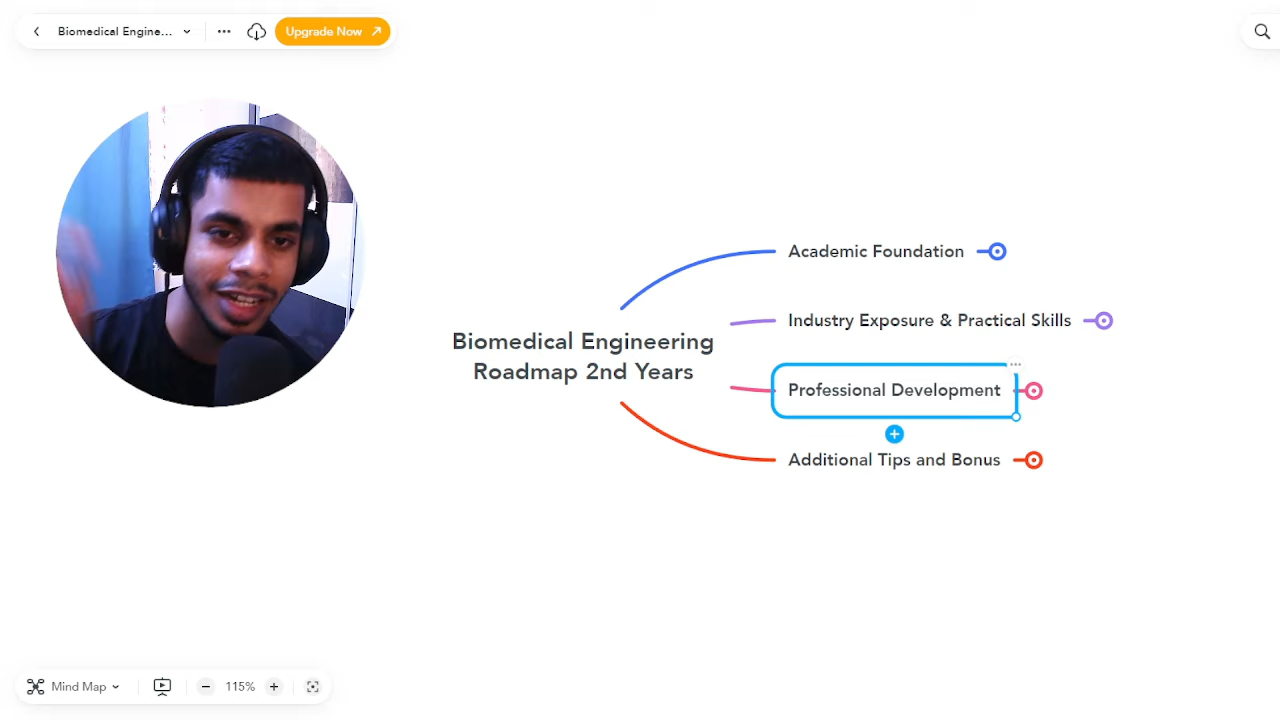 Biomedical Engine...
Upgrade Now
Academic Foundation
Industry Exposure & Practical Skills
Biomedical Engineering
Roadmap 2nd Years
Professional Development
Additional Tips and Bonus
Mind Map
115%